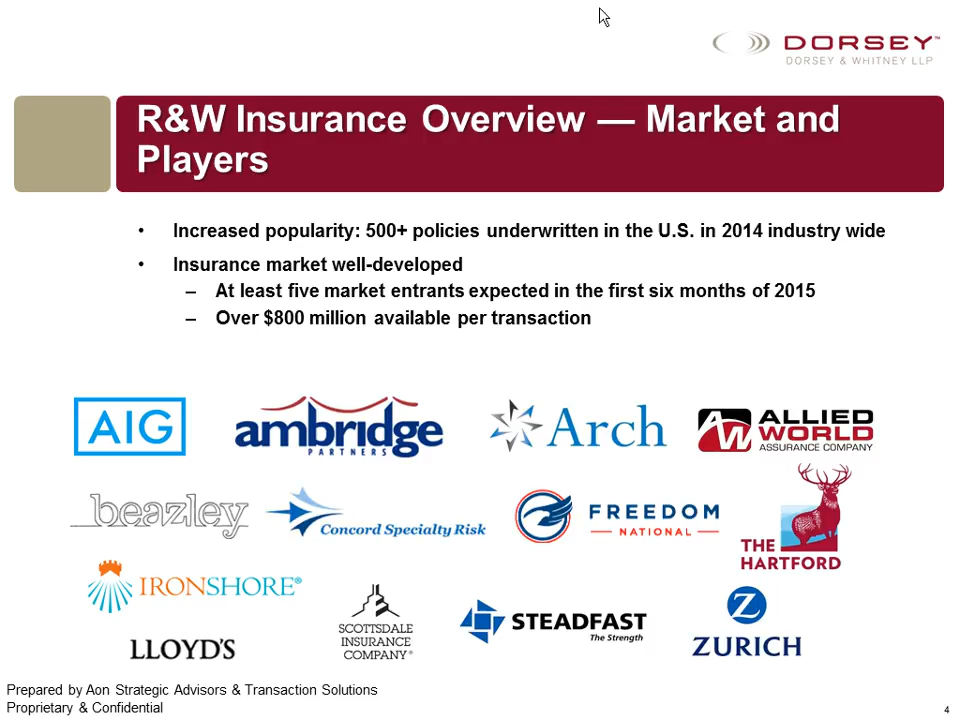 DORSEY™
DORSEY & WHITNEY LLP
R&W Insurance Overview — Market and
Players
• Increased popularity: 500+ policies underwritten in the U.S. in 2014 industry wide
• Insurance market well-developed
– At least five market entrants expected in the first six months of 2015
– Over $800 million available per transaction
AIG
ambridge
PARTNERS
Arch
AW
ALLIED
WORLD
ASSURANCE COMPANY
beazley
Concord Specialty Risk
FREEDOM
NATIONAL
THE
HARTFORD
IRONSHORE®
SCOTTSDALE
INSURANCE
COMPANY®
STEADFAST
The Strength
Z
ZURICH
LLOYD'S
Prepared by Aon Strategic Advisors & Transaction Solutions
Proprietary & Confidential
4